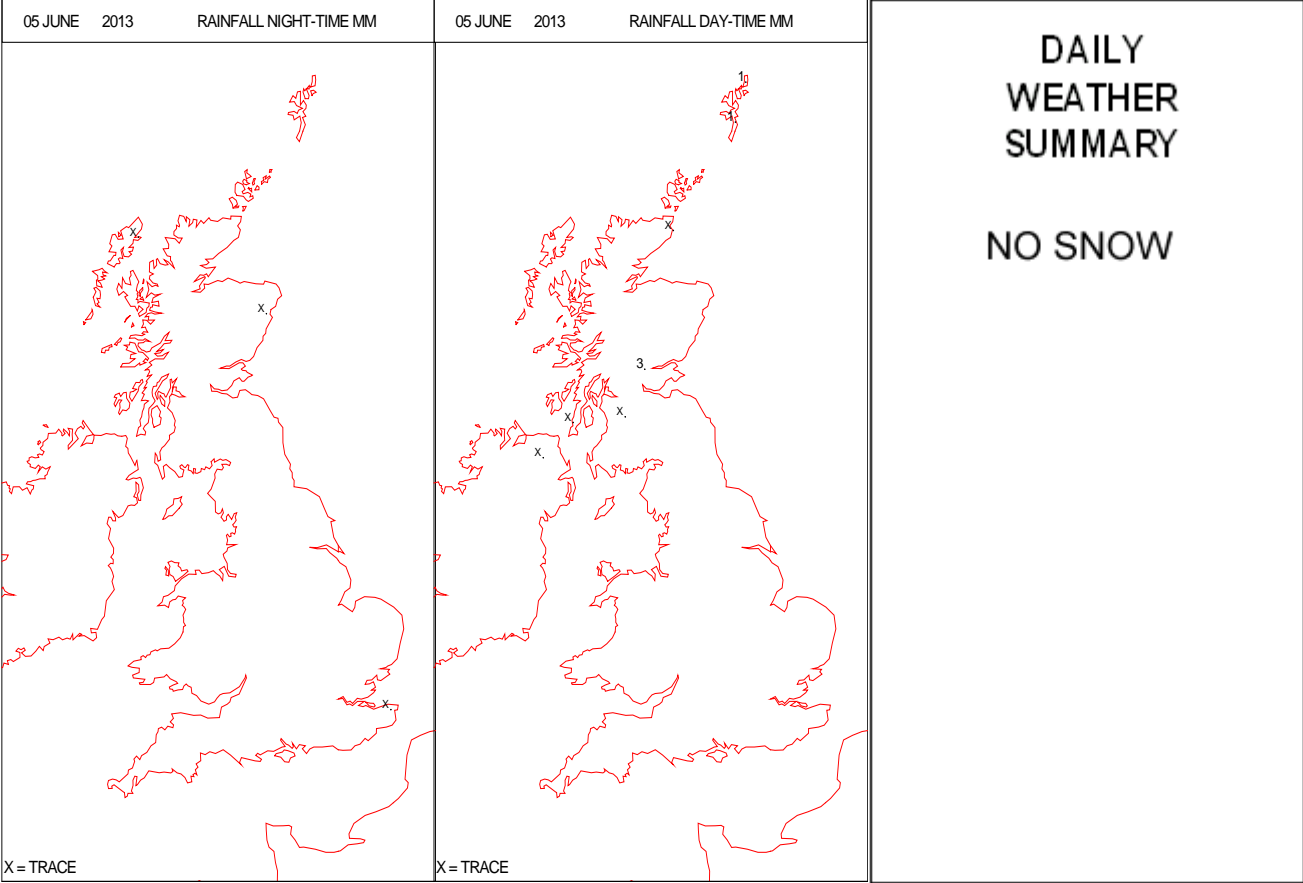 05 JUNE 2013 RAINFALL NIGHT-TIME MM
X.
X.
X.
X = TRACE
05 JUNE 2013 RAINFALL DAY-TIME MM
1.
1.
X.
3.
X.
X.
X.
X = TRACE
DAILY
WEATHER
SUMMARY
NO SNOW